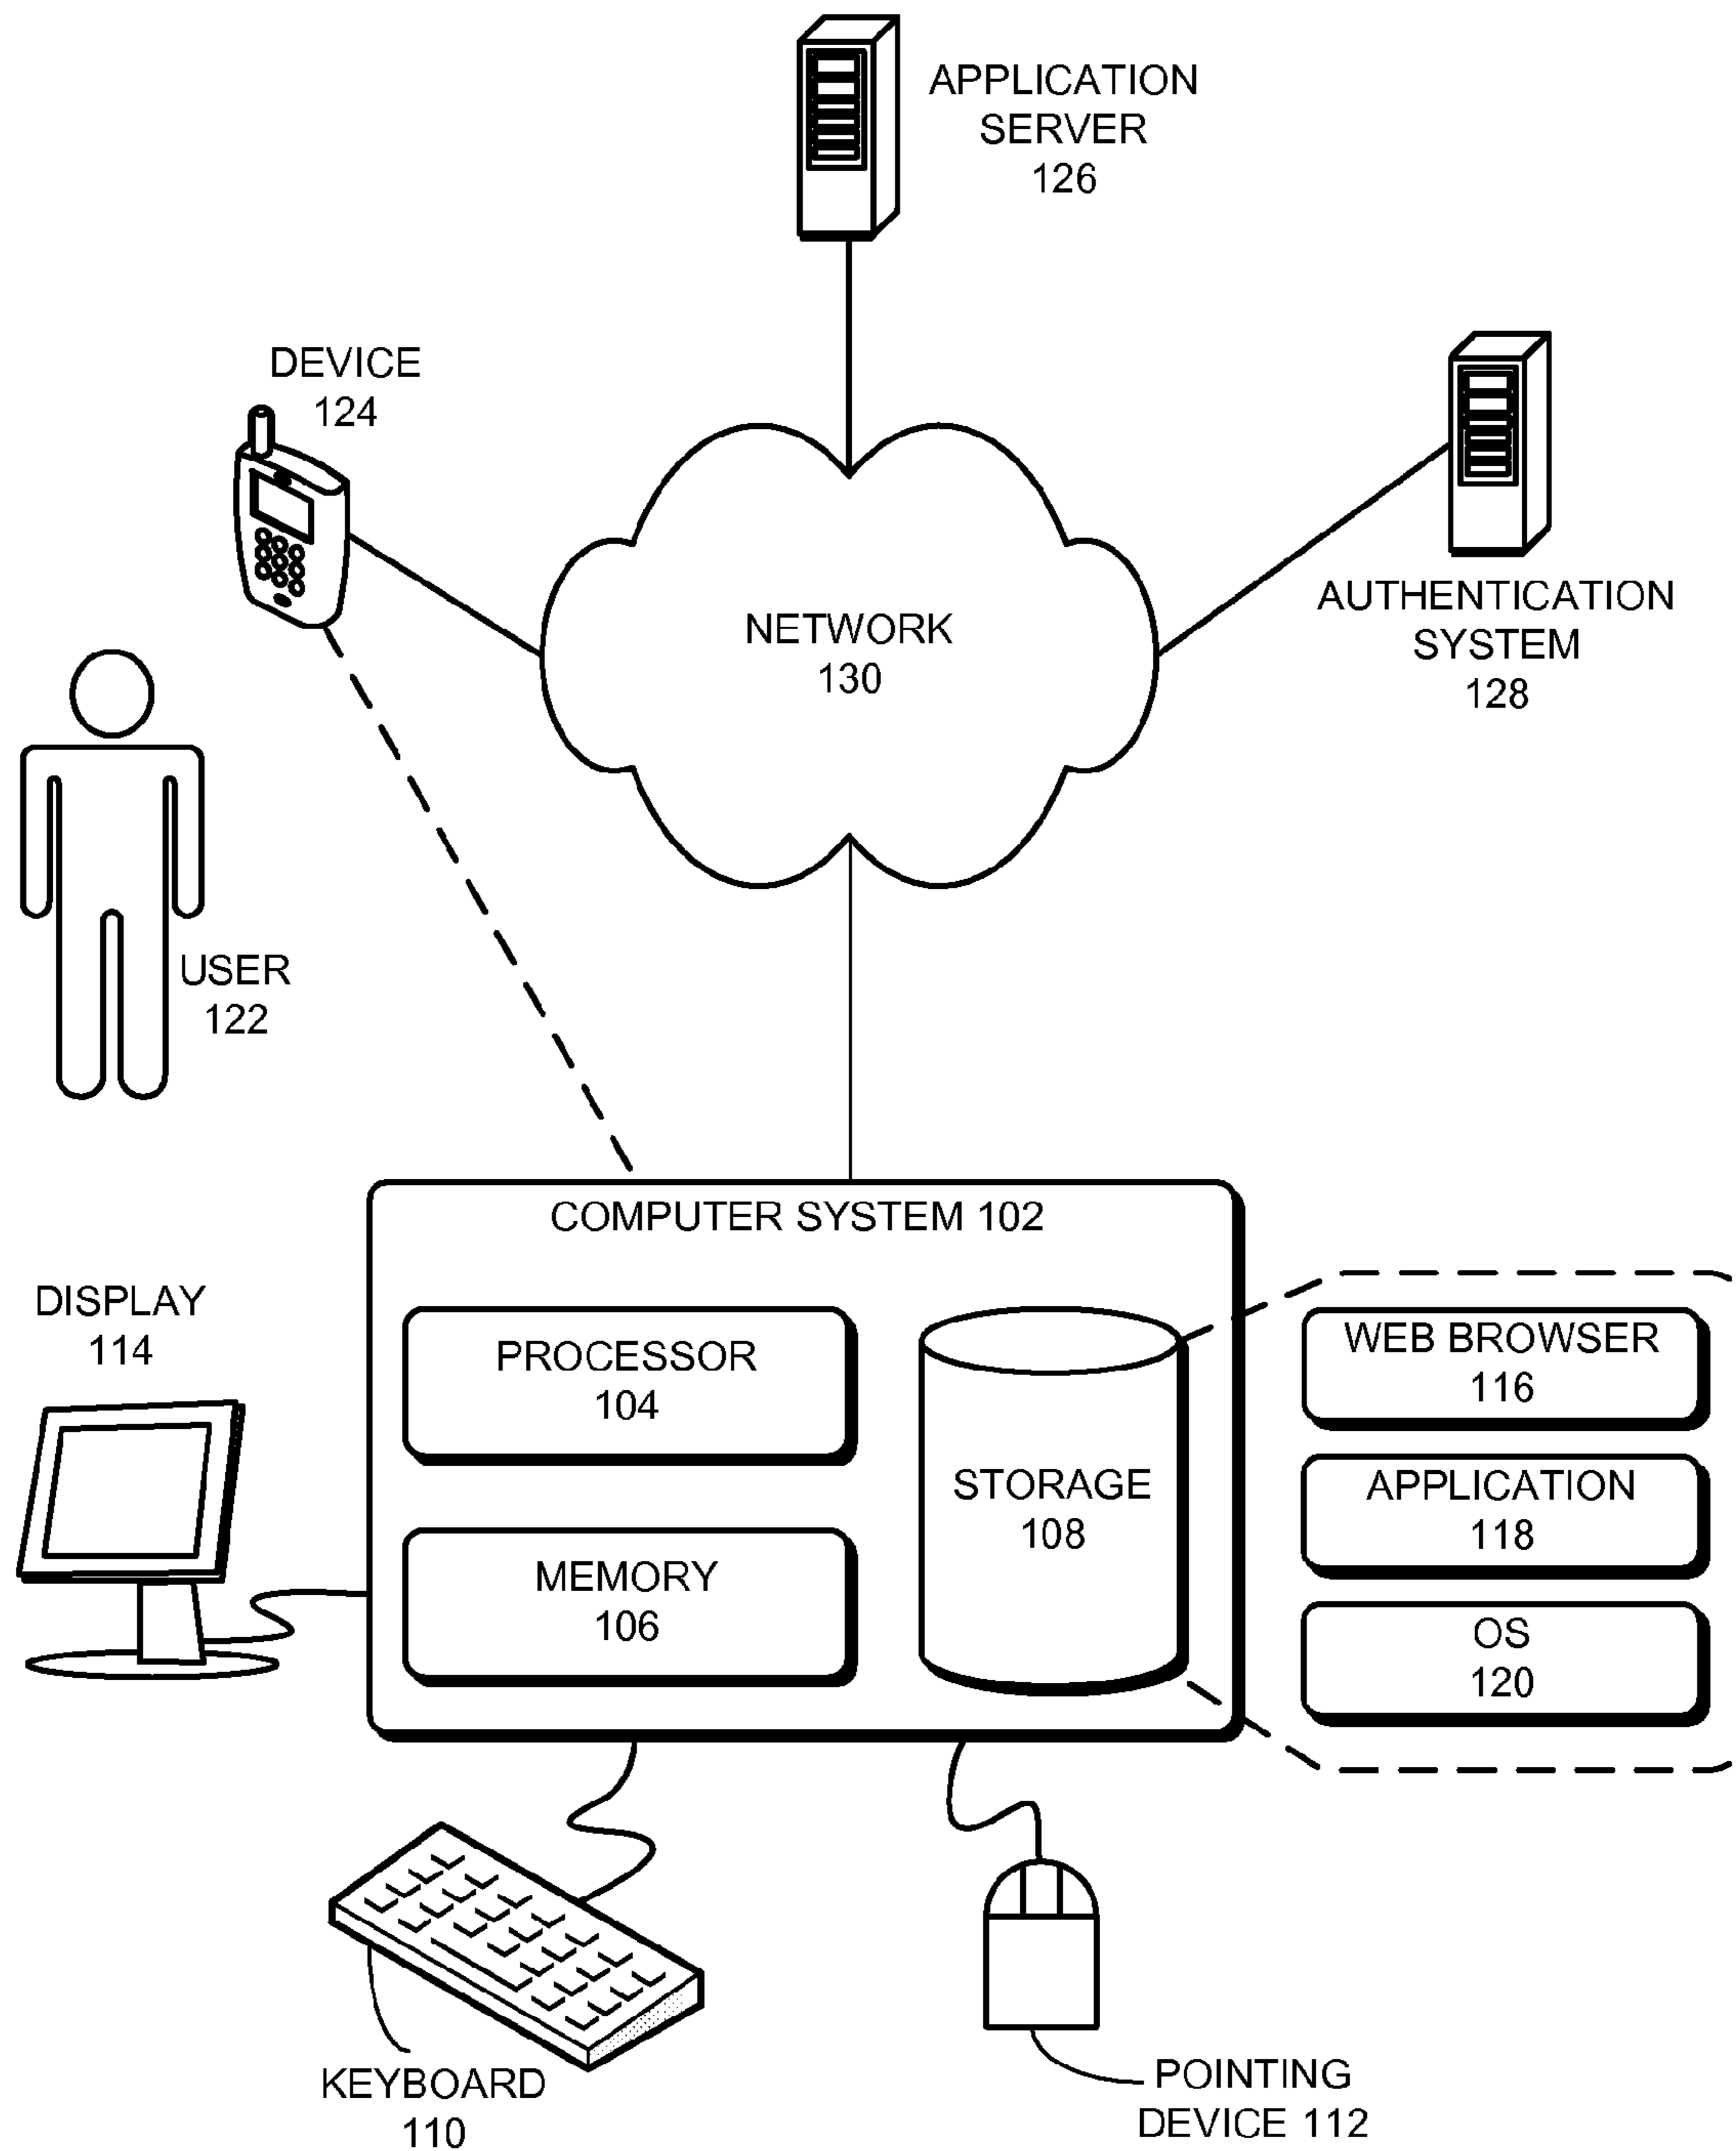 APPLICATION
SERVER
126
DEVICE
124
AUTHENTICATION
SYSTEM
128
NETWORK
130
USER
122
COMPUTER SYSTEM 102
DISPLAY
114
PROCESSOR
104
MEMORY
106
STORAGE
108
WEB BROWSER
116
APPLICATION
118
OS
120
KEYBOARD
110
POINTING
DEVICE 112